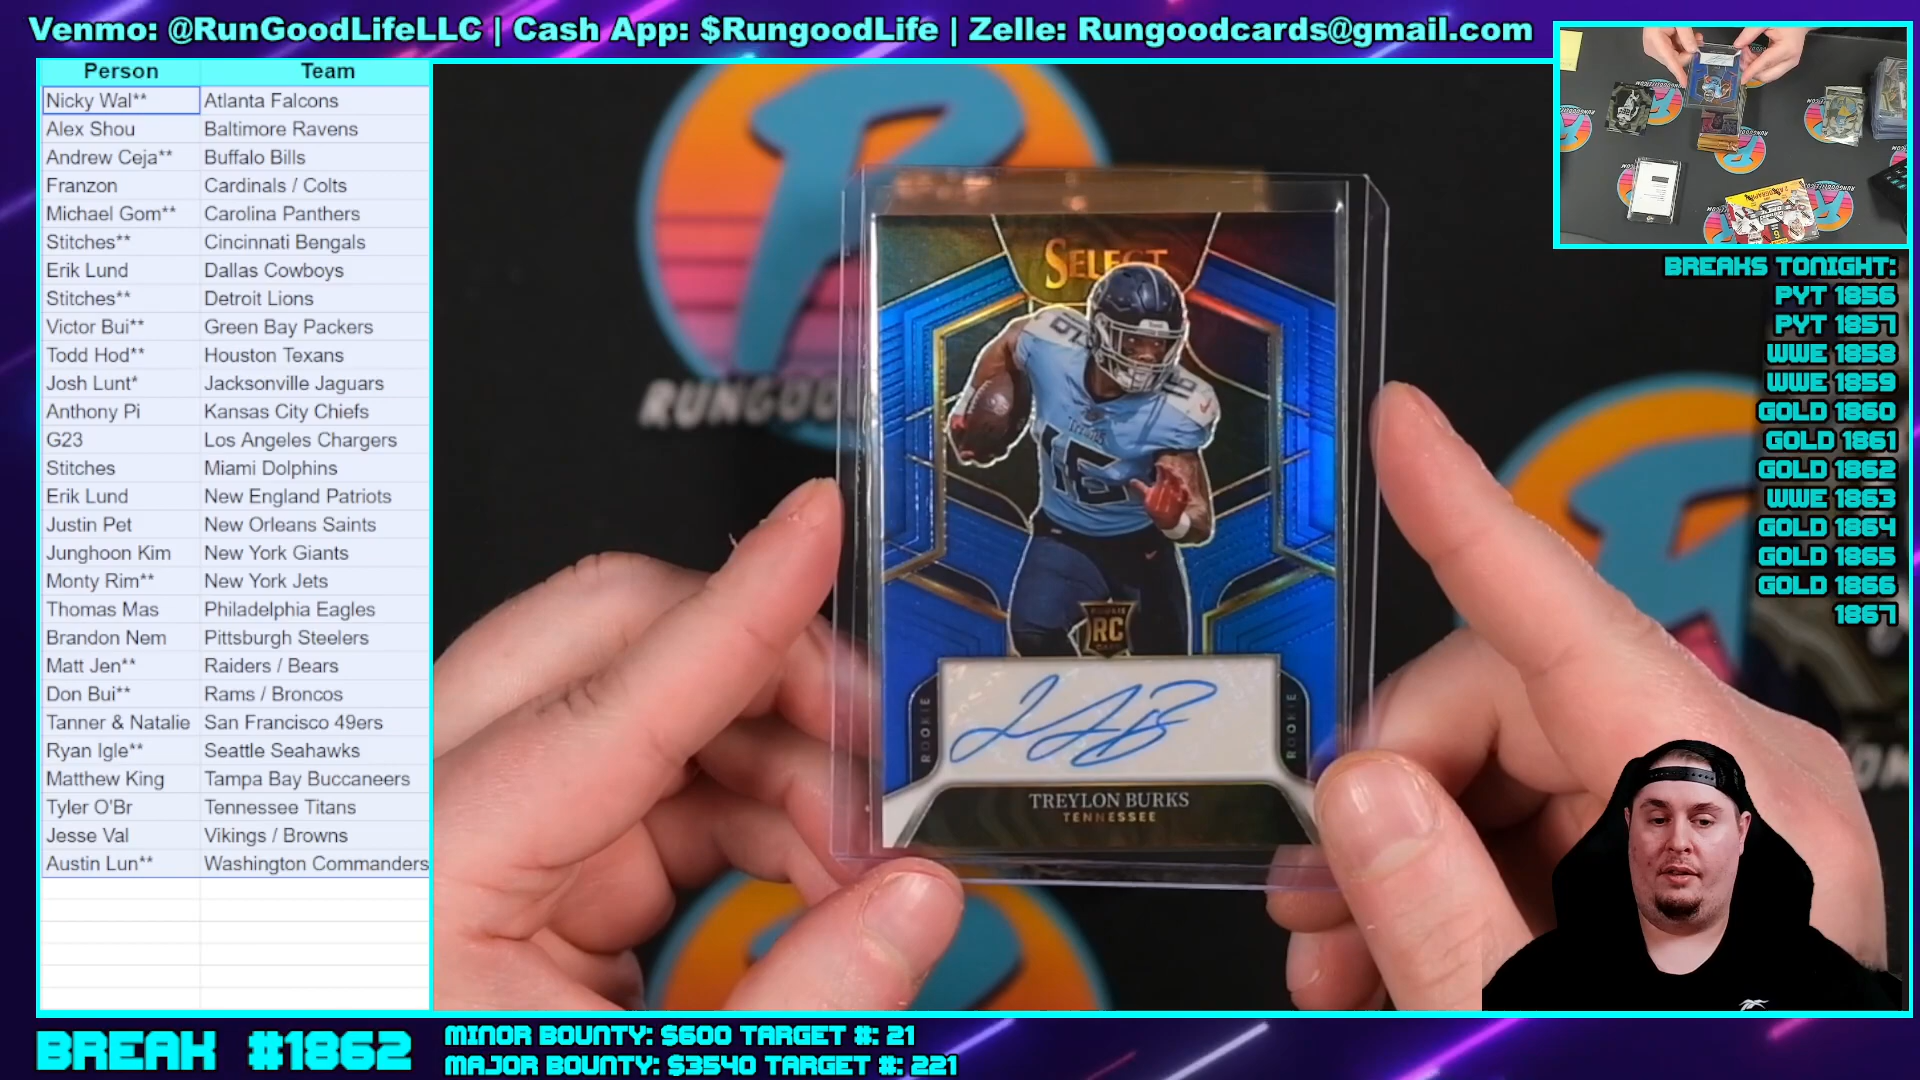 Venmo: @RunGoodLifeLLC | Cash App: $RungoodLife | Zelle: Rungoodcards@gmail.com
Person Team
Nicky Wal** Atlanta Falcons
Alex Shou Baltimore Ravens
Andrew Ceja** Buffalo Bills
Franzon Cardinals / Colts
Michael Gom** Carolina Panthers
Stitches** Cincinnati Bengals
Erik Lund Dallas Cowboys
Stitches** Detroit Lions
Victor Bui** Green Bay Packers
Todd Hod** Houston Texans
Josh Lunt* Jacksonville Jaguars
Anthony Pi Kansas City Chiefs
G23 Los Angeles Chargers
Stitches Miami Dolphins
Erik Lund New England Patriots
Justin Pet New Orleans Saints
Junghoon Kim New York Giants
Monty Rim** New York Jets
Thomas Mas Philadelphia Eagles
Brandon Nem Pittsburgh Steelers
Matt Jen** Raiders / Bears
Don Bui** Rams / Broncos
Tanner & Natalie San Francisco 49ers
Ryan Igle** Seattle Seahawks
Matthew King Tampa Bay Buccaneers
Tyler O'Br Tennessee Titans
Jesse Val Vikings / Browns
Austin Lun** Washington Commanders
RUNGOOD
SELECT
16
TITANS
16
ROOKIE
RC
ROOKIE
ROOKIE
TREYLON BURKS
TENNESSEE
BREAKS TONIGHT:
PYT 1856
PYT 1857
WWE 1858
WWE 1859
GOLD 1860
GOLD 1861
GOLD 1862
WWE 1863
GOLD 1864
GOLD 1865
GOLD 1866
1867
BREAK #1862
MINOR BOUNTY: $600 TARGET #: 21
MAJOR BOUNTY: $3540 TARGET #: 221